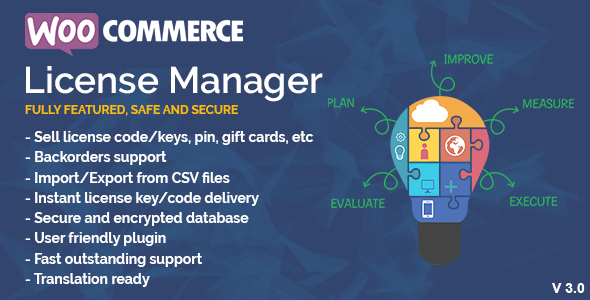 WOO COMMERCE
License Manager
FULLY FEATURED, SAFE AND SECURE
- Sell license code/keys, pin, gift cards, etc
- Backorders support
- Import/Export from CSV files
- Instant license key/code delivery
- Secure and encrypted database
- User friendly plugin
- Fast outstanding support
- Translation ready
IMPROVE
PLAN
MEASURE
EVALUATE
EXECUTE
V 3.0